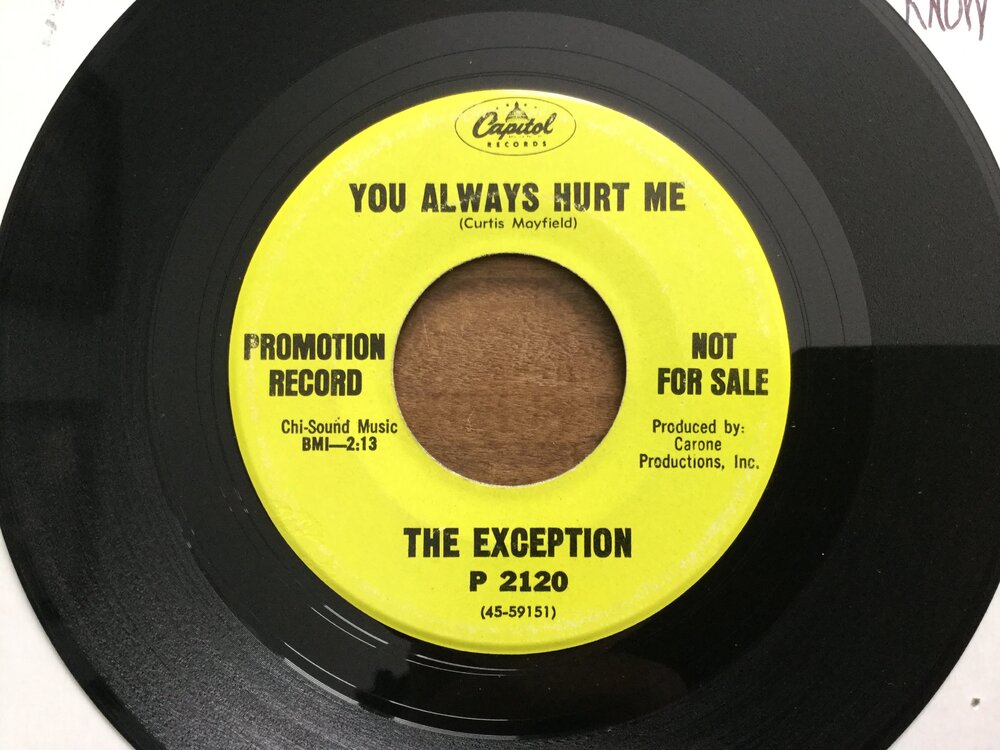 KNOW
Capitol
RECORDS
YOU ALWAYS HURT ME
(Curtis Mayfield)
PROMOTION
RECORD
NOT
FOR SALE
Chi-Sound Music
BMI—2:13
Produced by:
Carone
Productions, Inc.
THE EXCEPTION
P 2120
(45-59151)